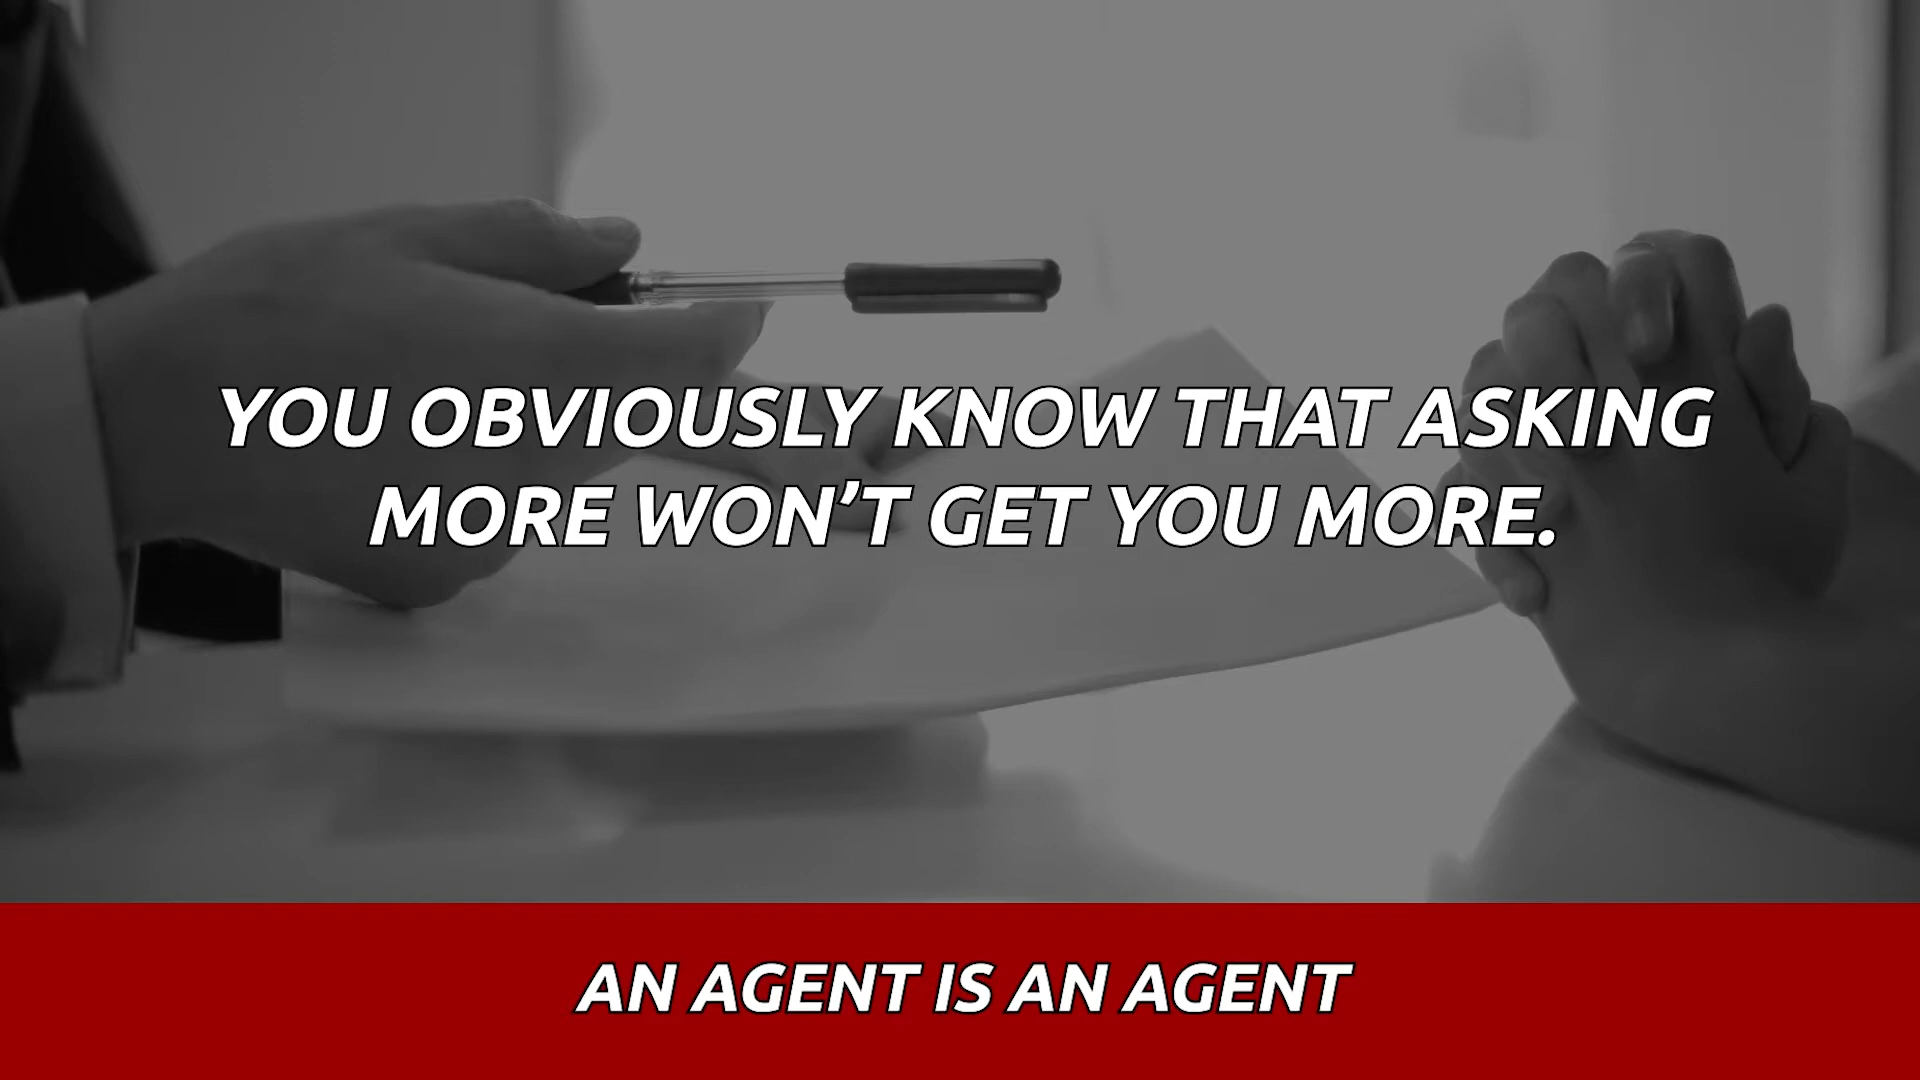 YOU OBVIOUSLY KNOW THAT ASKING
MORE WON’T GET YOU MORE.
AN AGENT IS AN AGENT